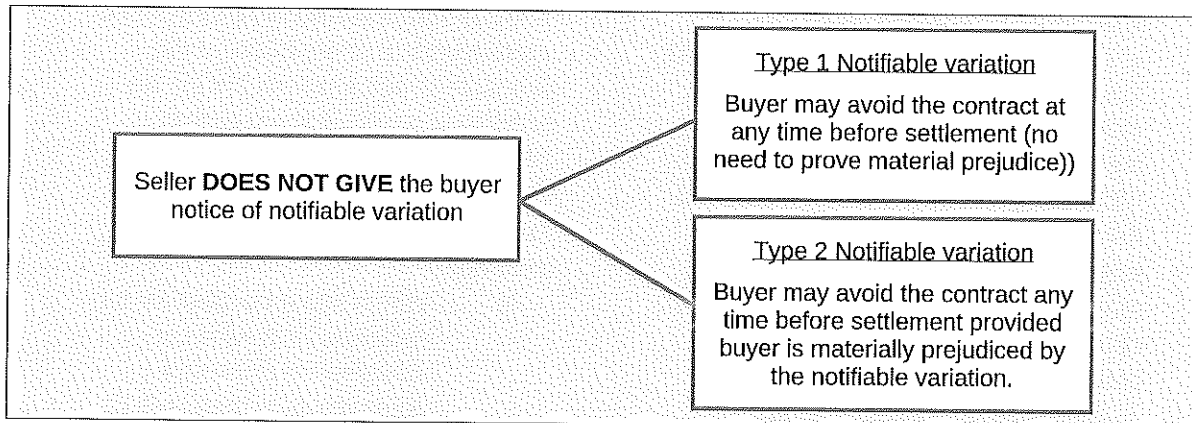 Seller DOES NOT GIVE the buyer
notice of notifiable variation
Type 1 Notifiable variation
Buyer may avoid the contract at
any time before settlement (no
need to prove material prejudice))
Type 2 Notifiable variation
Buyer may avoid the contract any
time before settlement provided
buyer is materially prejudiced by
the notifiable variation.